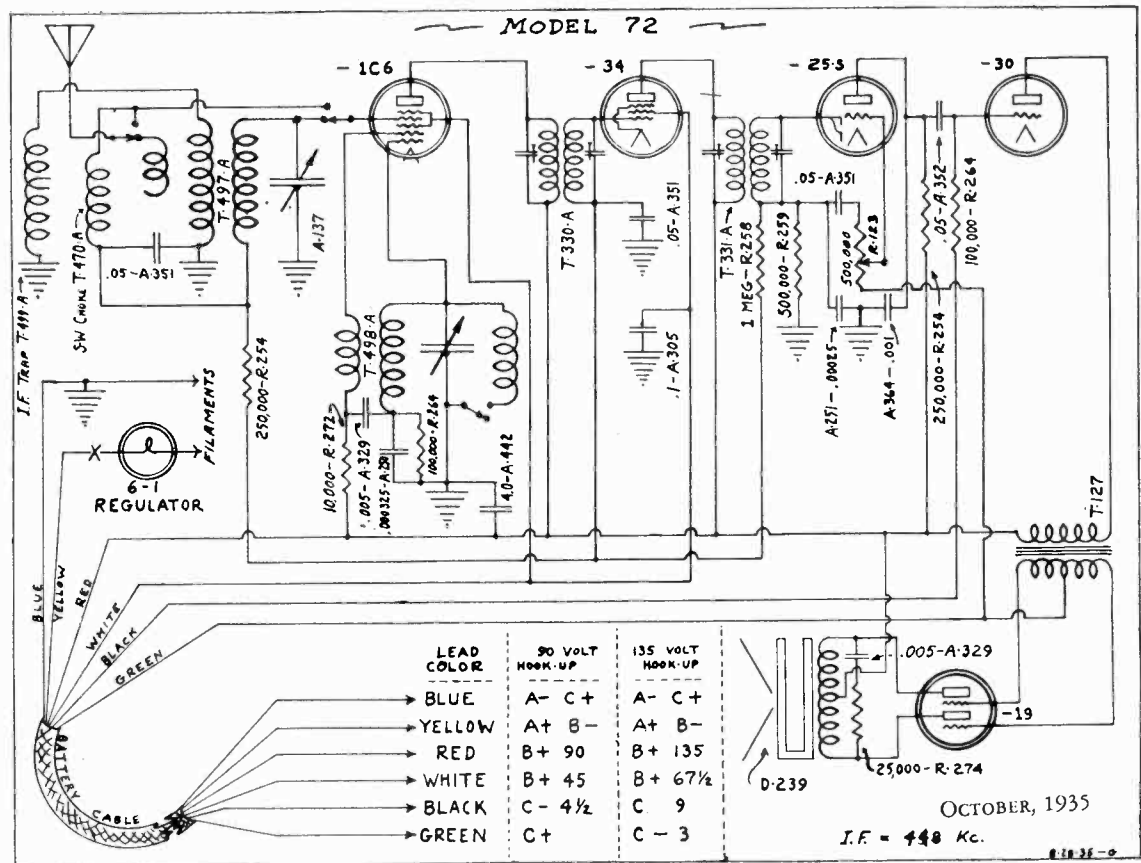 MODEL 72
-1C6
-34
-25·S
-30
I.F. TRAP T·499·A
S-W CHOKE T·470·A
.05-A·351
T·497·A
A·137
T·330·A
.05-A·351
.1-A·305
T·331·A
1 MEG-R·258
500,000-R·259
.05-A·351
500,000
R·123
A·251-.00025
A·364-.001
.05-A·352
250,000-R·254
100,000-R·264
250,000-R·254
T·498·A
10,000-R·272
.005-A·329
.000325-A·250
100,000-R·264
4.0-A·442
FILAMENTS
6-1
REGULATOR
T·127
BLUE
YELLOW
RED
WHITE
BLACK
GREEN
BATTERY
CABLE
LEAD COLOR 90 VOLT HOOK-UP 135 VOLT HOOK-UP
BLUE A- C+ A- C+
YELLOW A+ B- A+ B-
RED B+ 90 B+ 135
WHITE B+ 45 B+ 67½
BLACK C- 4½ C 9
GREEN C+ C-3
.005-A·329
-19
25,000-R·274
D·239
OCTOBER, 1935
I.F. = 448 KC.